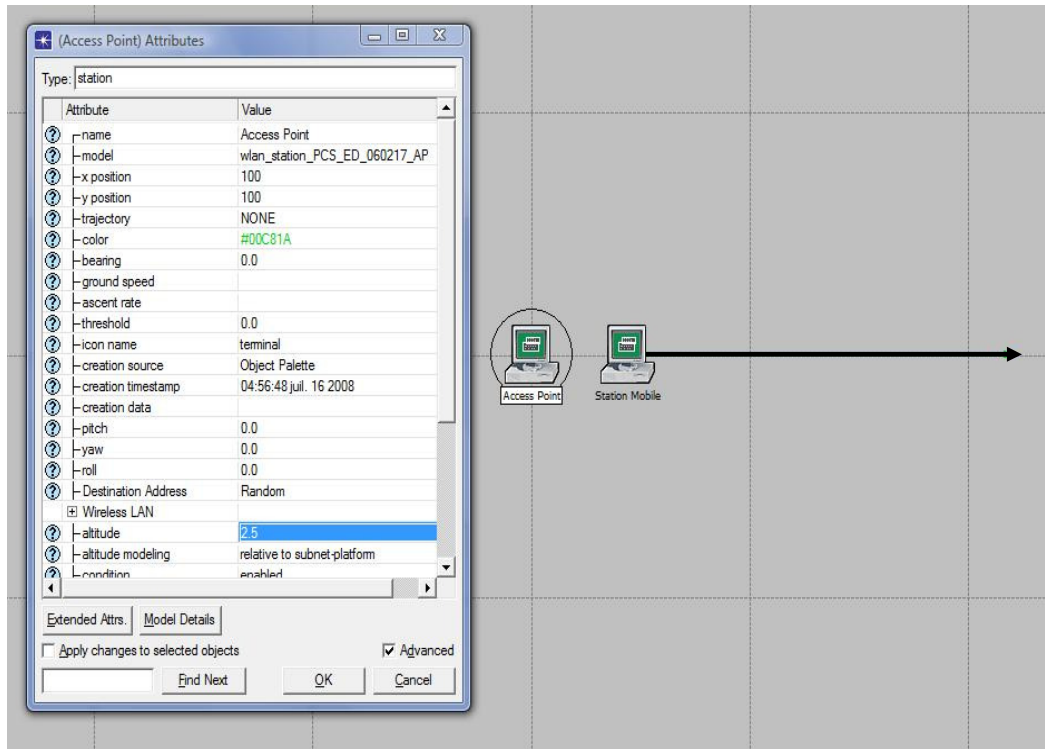 (Access Point) Attributes
Type: station
Attribute Value
name Access Point
model wlan_station_PCS_ED_060217_AP
x position 100
y position 100
trajectory NONE
color #00C81A
bearing 0.0
ground speed
ascent rate
threshold 0.0
icon name terminal
creation source Object Palette
creation timestamp 04:56:48 juil. 16 2008
creation data
pitch 0.0
yaw 0.0
roll 0.0
Destination Address Random
Wireless LAN
altitude 2.5
altitude modeling relative to subnet-platform
condition enabled
Extended Attrs. Model Details
Apply changes to selected objects Advanced
Find Next OK Cancel
Access Point Station Mobile